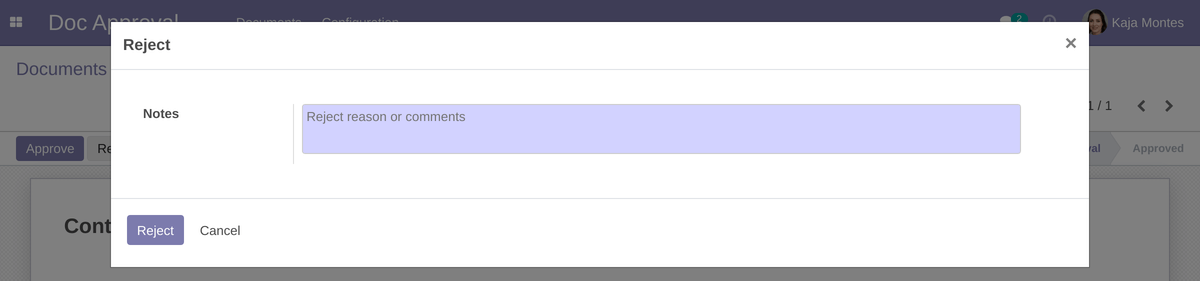 Doc Approval Documents Configuration 2 Kaja Montes
Reject ×
Documents
1 / 1
Notes Reject reason or comments
Approve Re al Approved
Cont
Reject Cancel